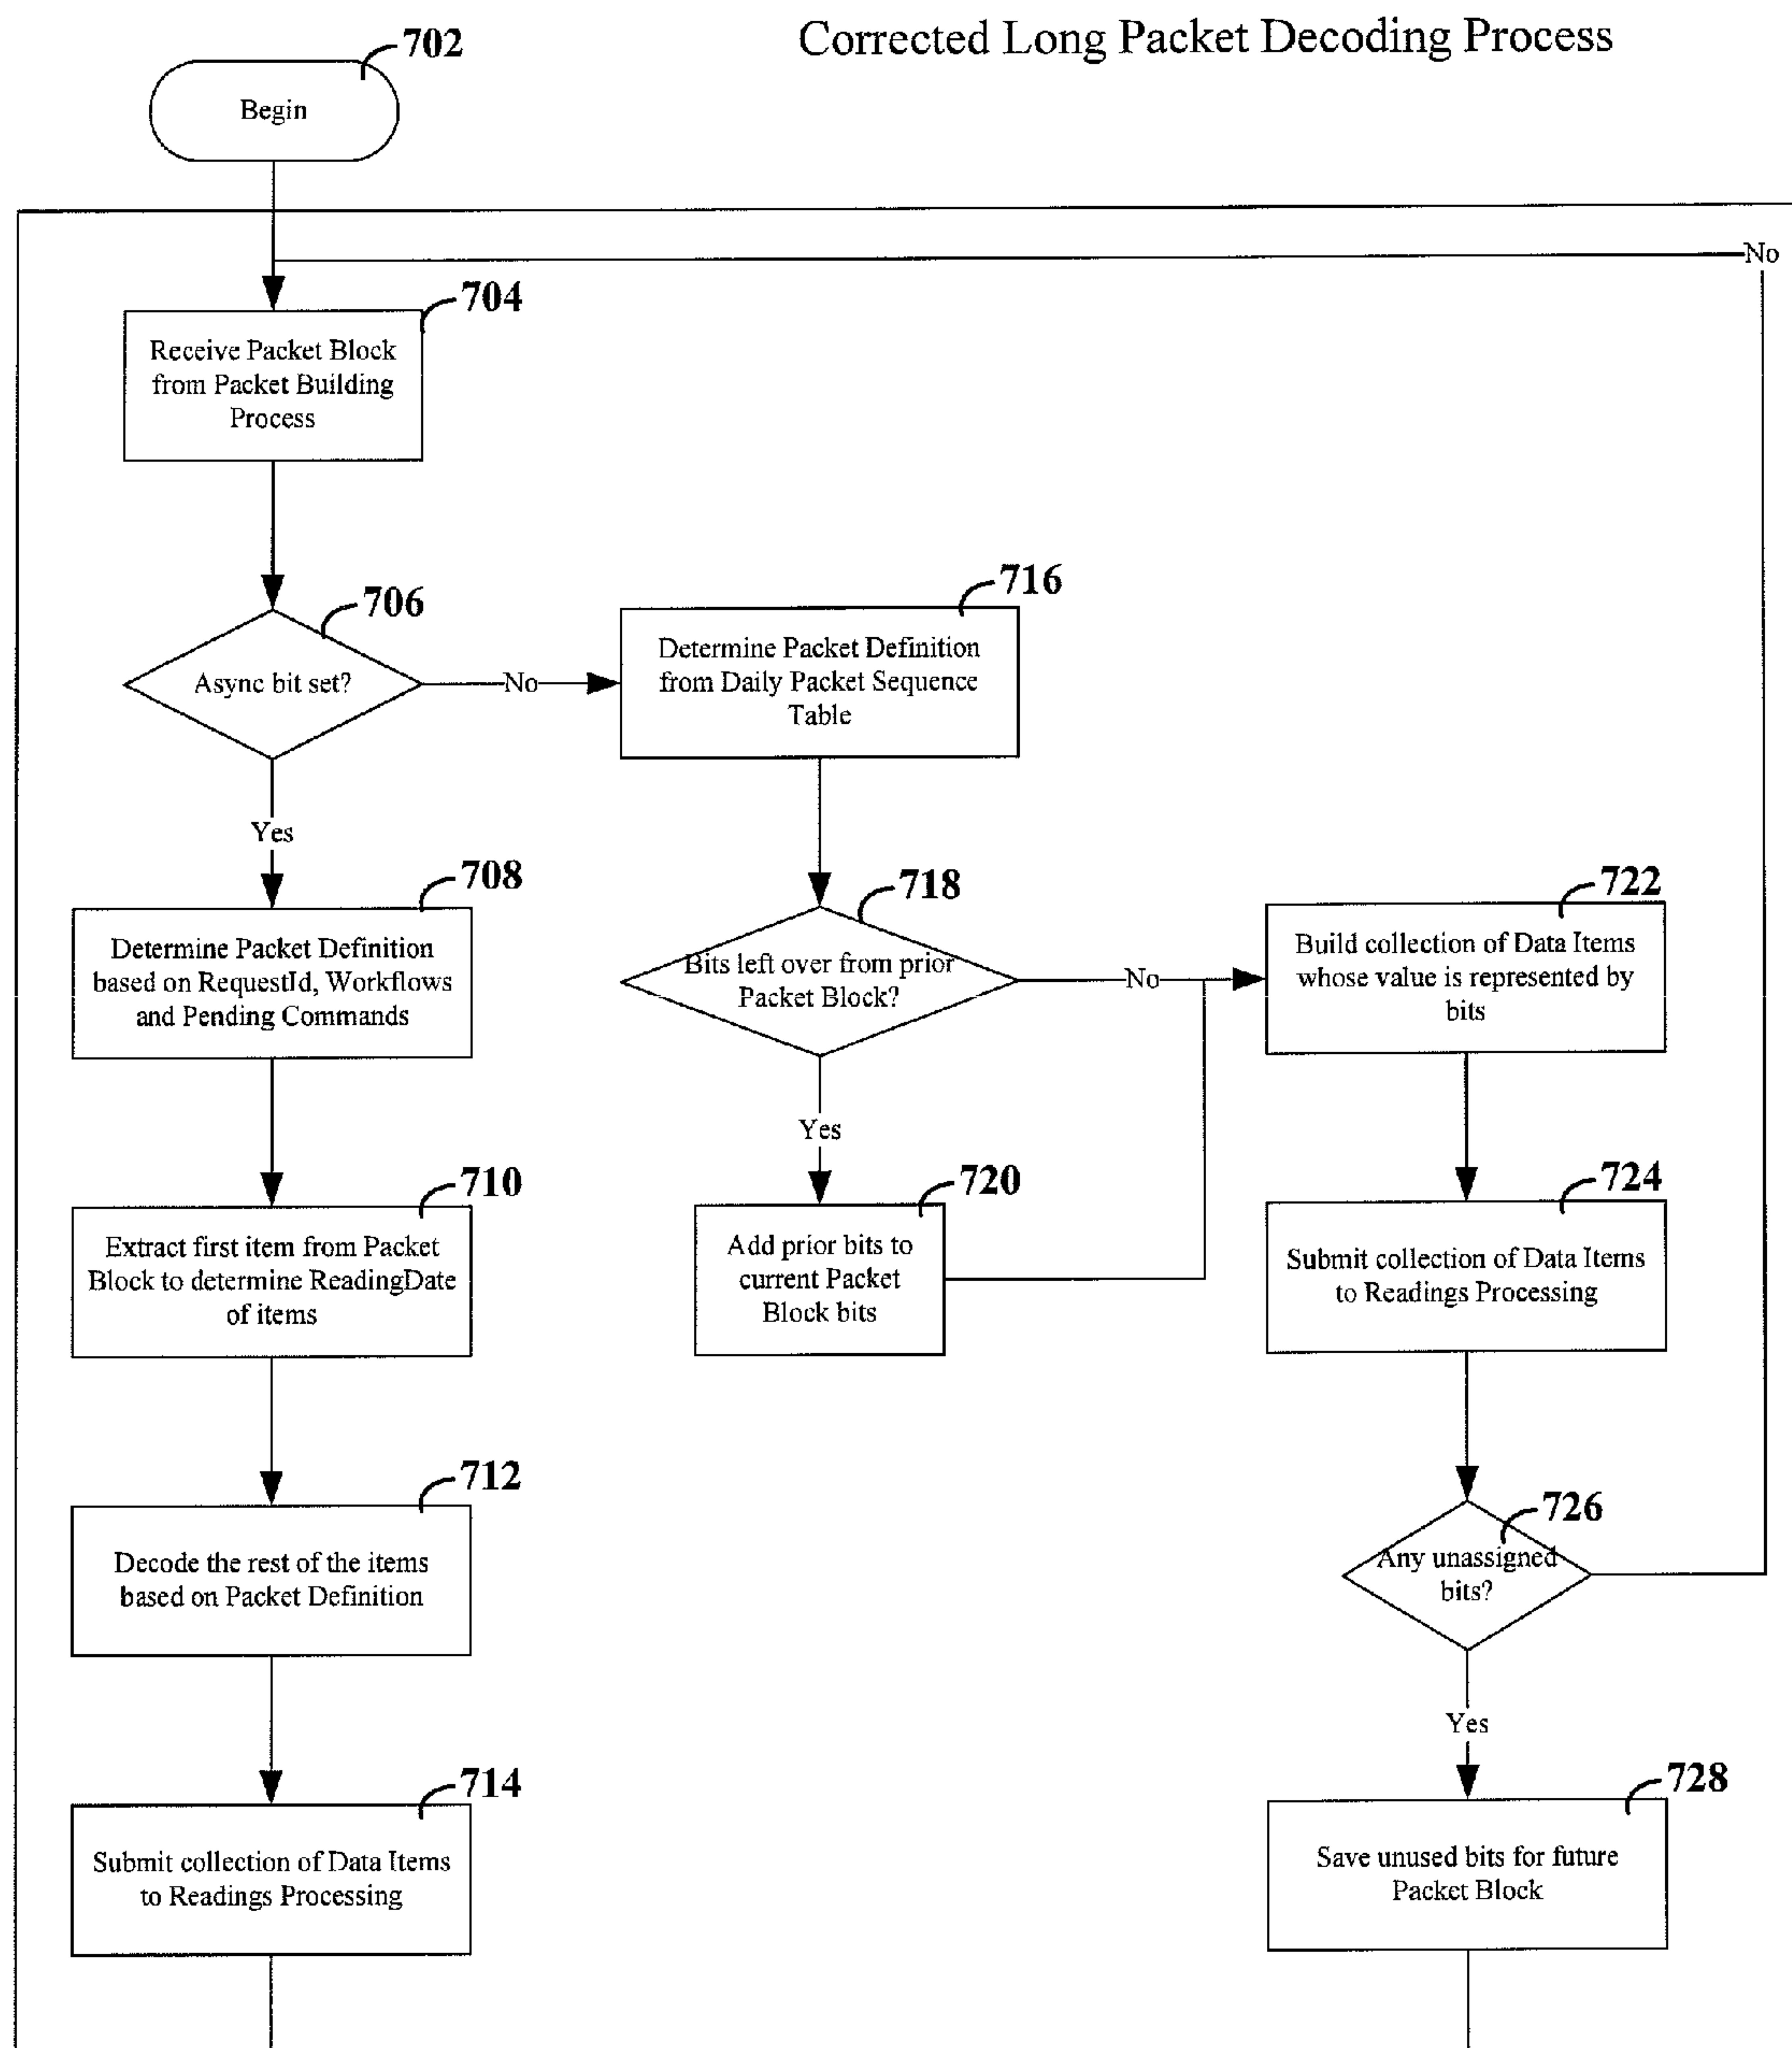 Corrected Long Packet Decoding Process
702
Begin
No
704
Receive Packet Block
from Packet Building
Process
706
Async bit set?
No
716
Determine Packet Definition
from Daily Packet Sequence
Table
Yes
708
Determine Packet Definition
based on RequestId, Workflows
and Pending Commands
718
Bits left over from prior
Packet Block?
No
722
Build collection of Data Items
whose value is represented by
bits
Yes
710
Extract first item from Packet
Block to determine ReadingDate
of items
720
Add prior bits to
current Packet
Block bits
724
Submit collection of Data Items
to Readings Processing
712
Decode the rest of the items
based on Packet Definition
726
Any unassigned
bits?
Yes
714
Submit collection of Data Items
to Readings Processing
728
Save unused bits for future
Packet Block